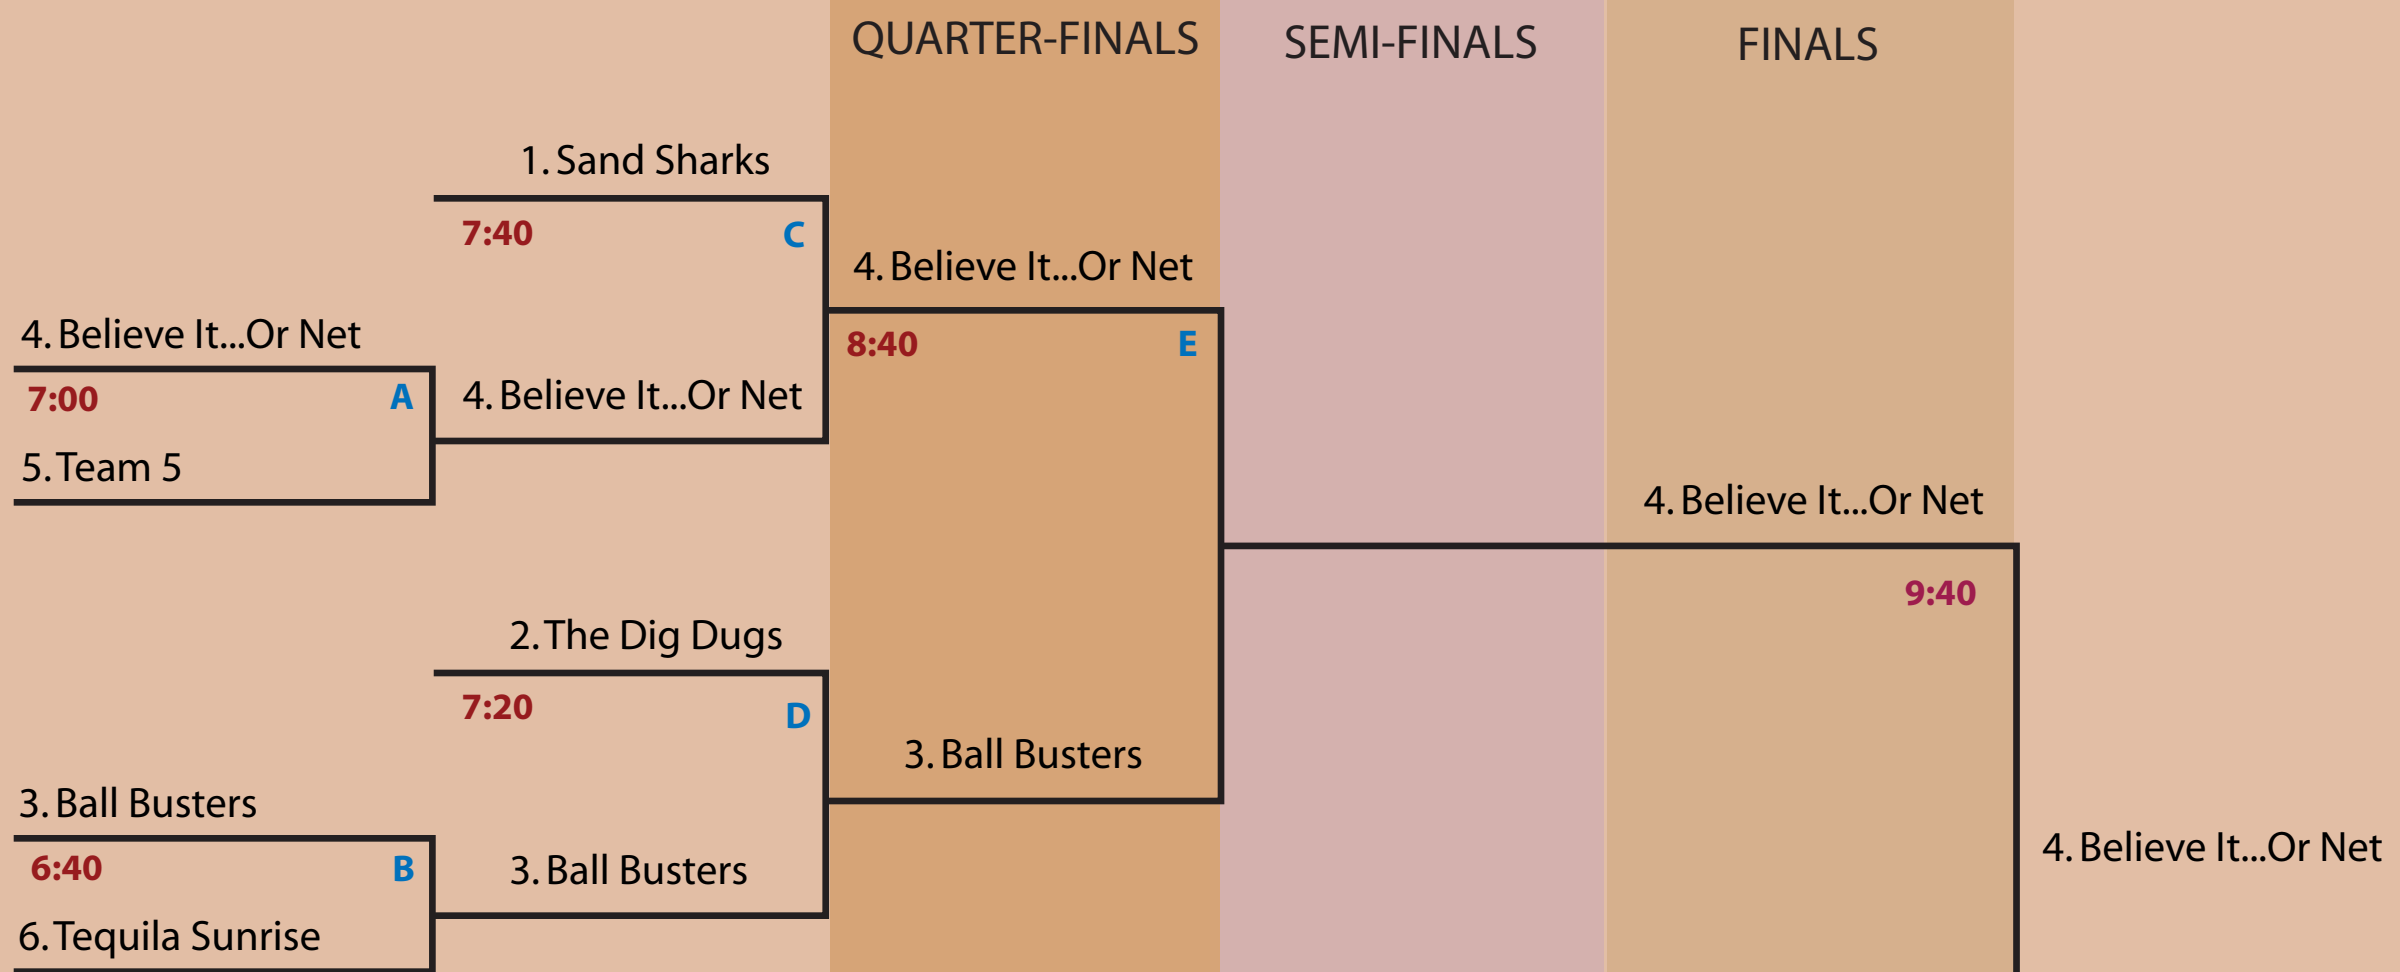 QUARTER-FINALS
SEMI-FINALS
FINALS
1. Sand Sharks
7:40
C
4. Believe It...Or Net
4. Believe It...Or Net
8:40
E
7:00
A
4. Believe It...Or Net
5. Team 5
4. Believe It...Or Net
9:40
2. The Dig Dugs
7:20
D
3. Ball Busters
3. Ball Busters
4. Believe It...Or Net
6:40
B
3. Ball Busters
6. Tequila Sunrise